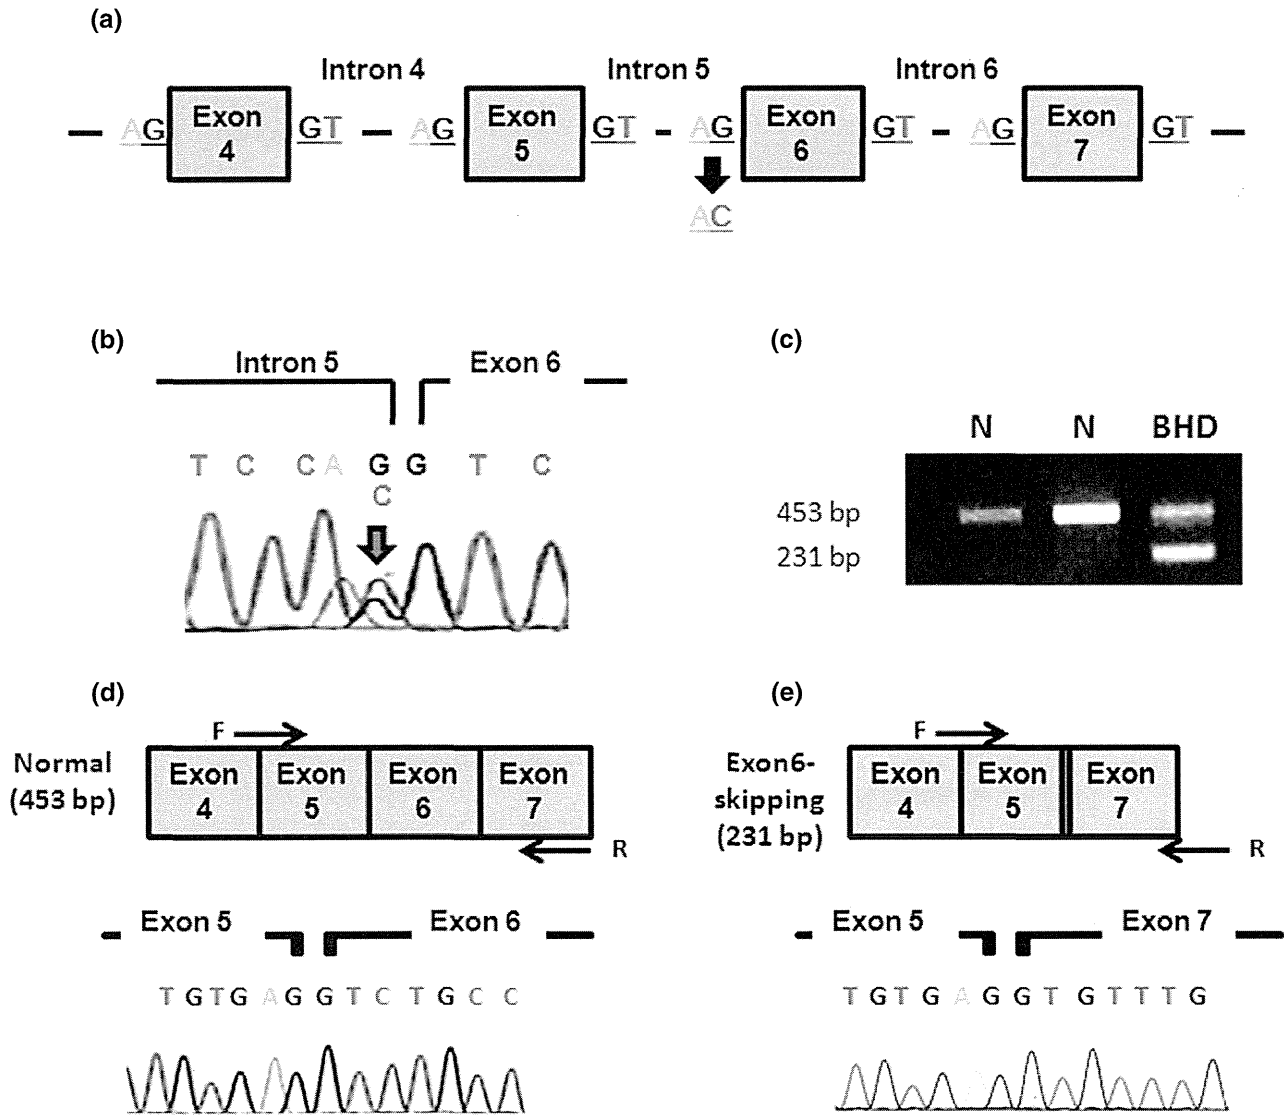 (a)
Intron 4 Intron 5 Intron 6
AG Exon 4 GT AG Exon 5 GT AG Exon 6 GT AG Exon 7 GT
AC
(b)
Intron 5 Exon 6
T C C A G G T C
C
(c)
N N BHD
453 bp
231 bp
(d)
F
Normal (453 bp)
Exon 4 Exon 5 Exon 6 Exon 7
R
Exon 5 Exon 6
T G T G A G G T C T G C C
(e)
F
Exon6-skipping (231 bp)
Exon 4 Exon 5 Exon 7
R
Exon 5 Exon 7
T G T G A G G T G T T T G